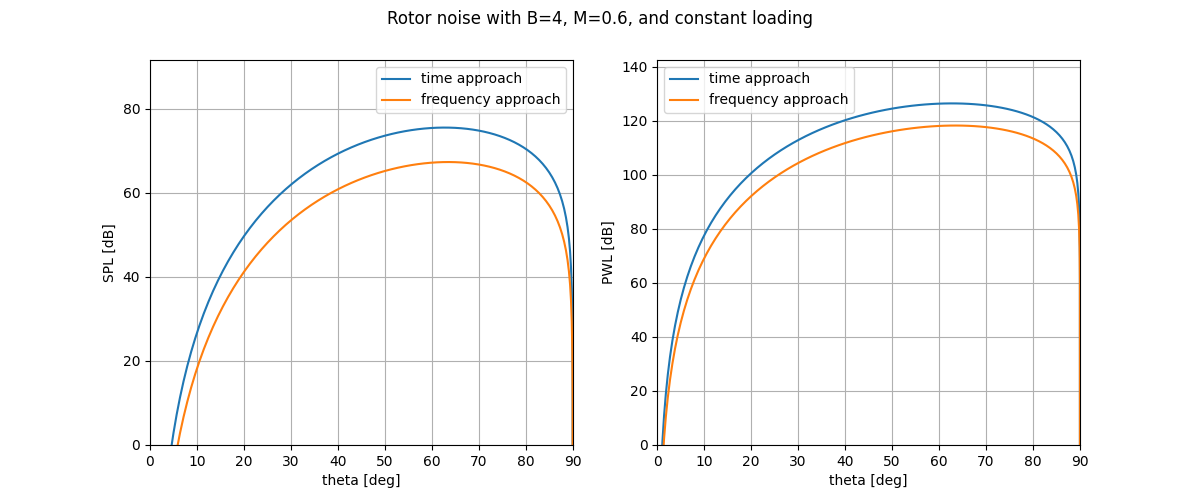 Rotor noise with B=4, M=0.6, and constant loading
time approach
frequency approach
80
60
40
20
0
SPL [dB]
0 10 20 30 40 50 60 70 80 90
theta [deg]
time approach
frequency approach
140
120
100
80
60
40
20
0
PWL [dB]
0 10 20 30 40 50 60 70 80 90
theta [deg]